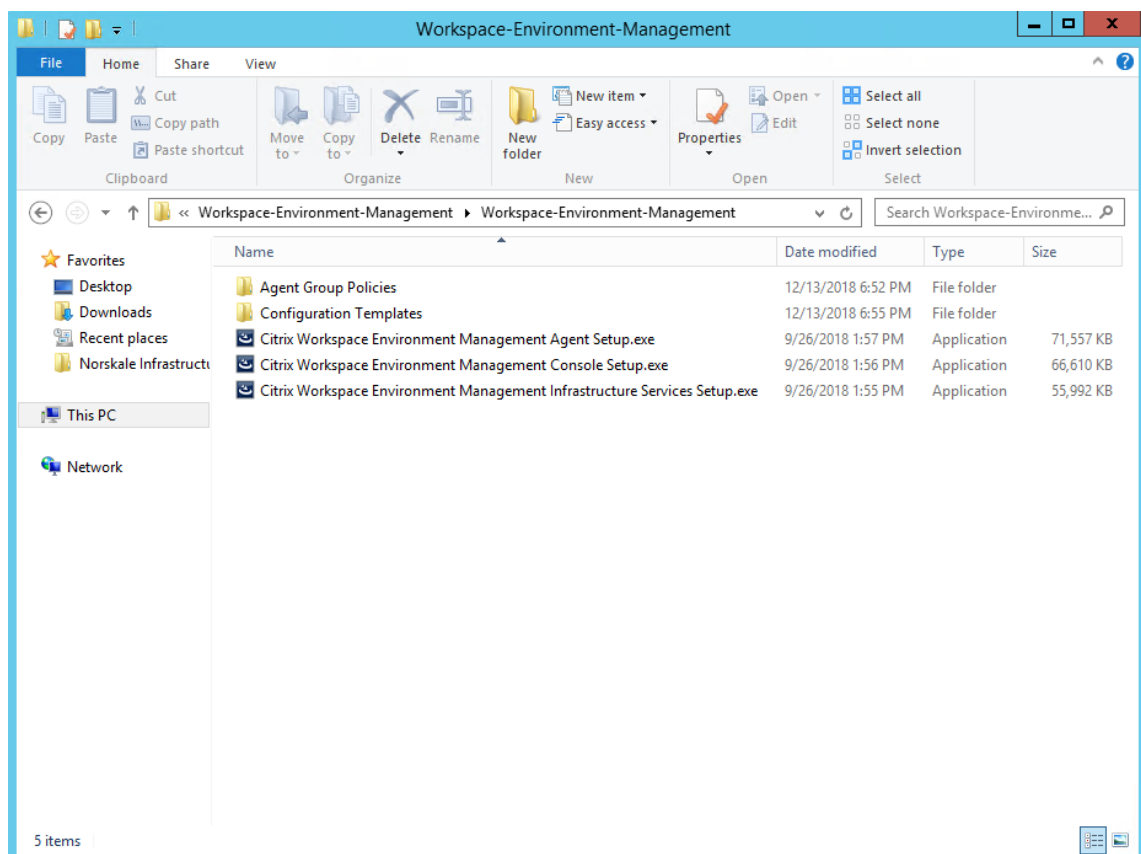 Workspace-Environment-Management
File Home Share View
Copy
Paste
Cut
Copy path
Paste shortcut
Clipboard
Move to
Copy to
Delete
Rename
Organize
New folder
New item
Easy access
New
Properties
Open
Edit
Open
Select all
Select none
Invert selection
Select
« Workspace-Environment-Management Workspace-Environment-Management
Search Workspace-Environme...
Favorites
Desktop
Downloads
Recent places
Norskale Infrastructu
This PC
Network
Name Date modified Type Size
Agent Group Policies 12/13/2018 6:52 PM File folder
Configuration Templates 12/13/2018 6:55 PM File folder
Citrix Workspace Environment Management Agent Setup.exe 9/26/2018 1:57 PM Application 71,557 KB
Citrix Workspace Environment Management Console Setup.exe 9/26/2018 1:56 PM Application 66,610 KB
Citrix Workspace Environment Management Infrastructure Services Setup.exe 9/26/2018 1:55 PM Application 55,992 KB
5 items